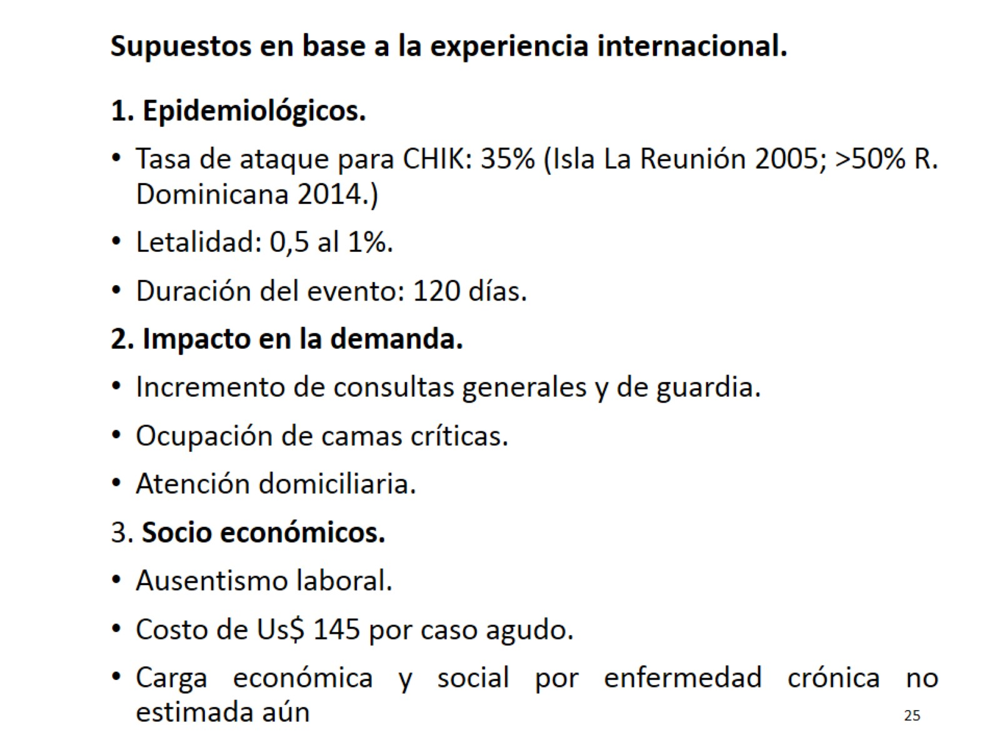 Supuestos en base a la experiencia internacional.
1. Epidemiológicos.
• Tasa de ataque para CHIK: 35% (Isla La Reunión 2005; >50% R.
Dominicana 2014.)
• Letalidad: 0,5 al 1%.
• Duración del evento: 120 días.
2. Impacto en la demanda.
• Incremento de consultas generales y de guardia.
• Ocupación de camas críticas.
• Atención domiciliaria.
3. Socio económicos.
• Ausentismo laboral.
• Costo de Us$ 145 por caso agudo.
• Carga económica y social por enfermedad crónica no
estimada aún
25